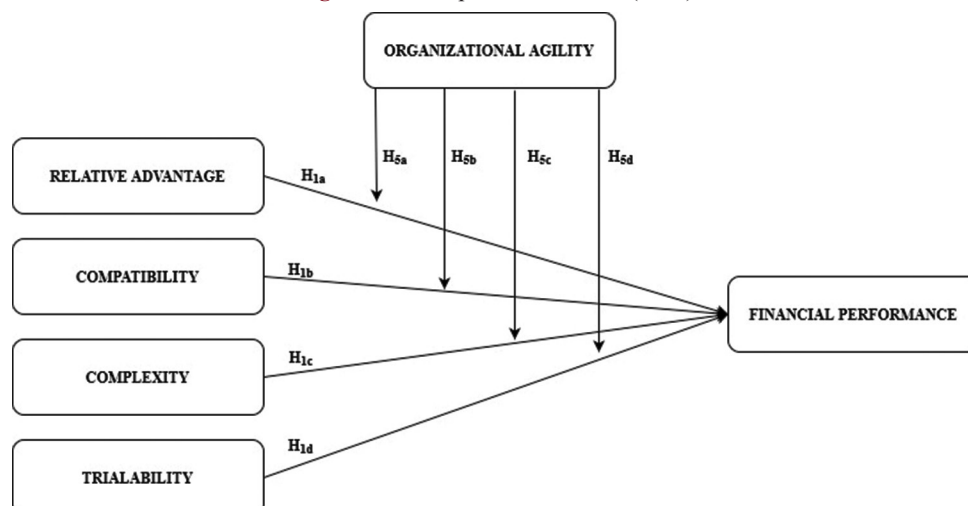 ORGANIZATIONAL AGILITY
H5a
H5b
H5c
H5d
RELATIVE ADVANTAGE
H1a
COMPATIBILITY
H1b
FINANCIAL PERFORMANCE
COMPLEXITY
H1c
TRIALABILITY
H1d